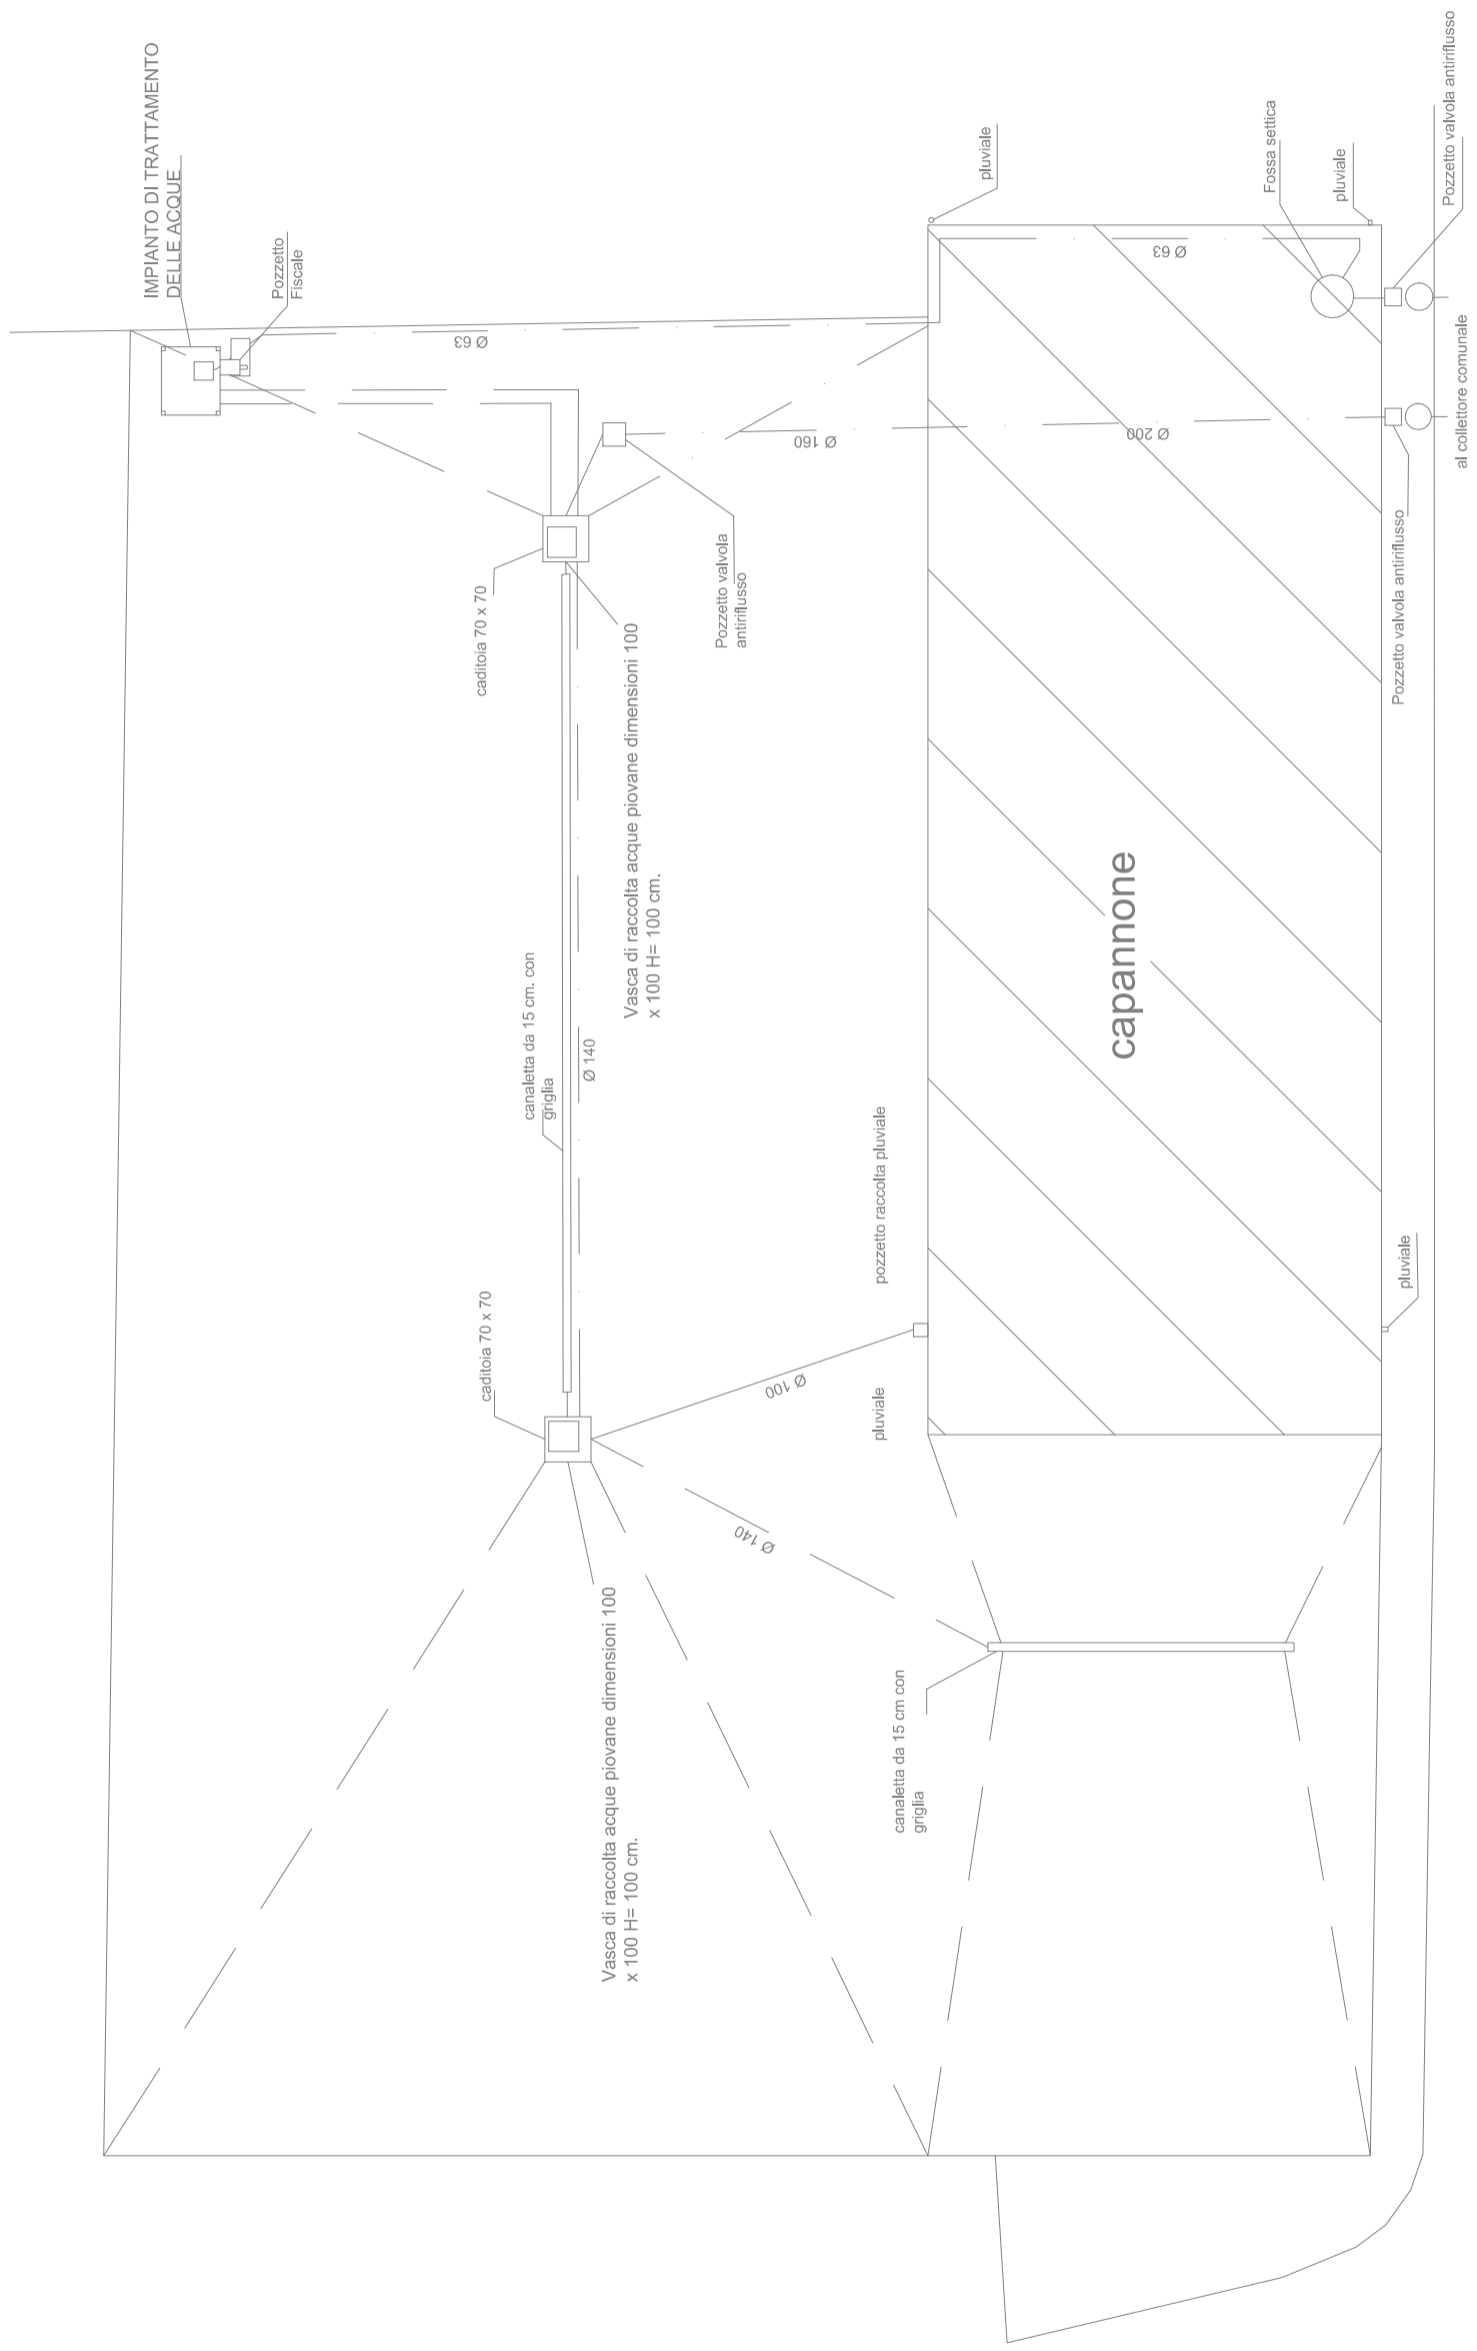 IMPIANTO DI TRATTAMENTO
DELLE ACQUE
Pozzetto
Fiscale
Ø 63
caditoia 70 x 70
Vasca di raccolta acque piovane dimensioni 100
x 100 H= 100 cm.
Pozzetto valvola
antiriflusso
Ø 160
Ø 200
pluviale
Ø 63
Fossa settica
pluviale
Pozzetto valvola antiriflusso
al collettore comunale
Pozzetto valvola antiriflusso
canaletta da 15 cm. con
griglia
Ø 140
capannone
pozzetto raccolta pluviale
pluviale
pluviale
caditoia 70 x 70
Ø 100
Ø 140
Vasca di raccolta acque piovane dimensioni 100
x 100 H= 100 cm.
canaletta da 15 cm con
griglia